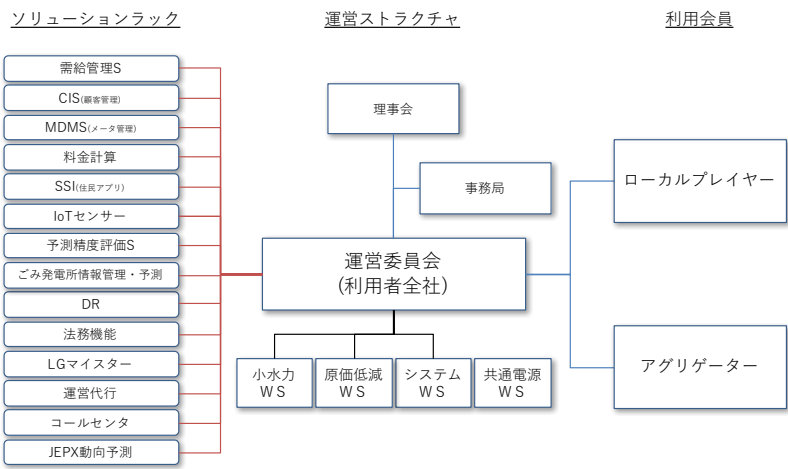 ソリューションラック
需給管理S
CIS(顧客管理)
MDMS(メータ管理)
料金計算
SSI(住民アプリ)
IoTセンサー
予測精度評価S
ごみ発電所情報管理・予測
DR
法務機能
LGマイスター
運営代行
コールセンタ
JEPX動向予測
運営ストラクチャ
理事会
事務局
運営委員会
(利用者全社)
小水力
WS
原価低減
WS
システム
WS
共通電源
WS
利用会員
ローカルプレイヤー
アグリゲーター